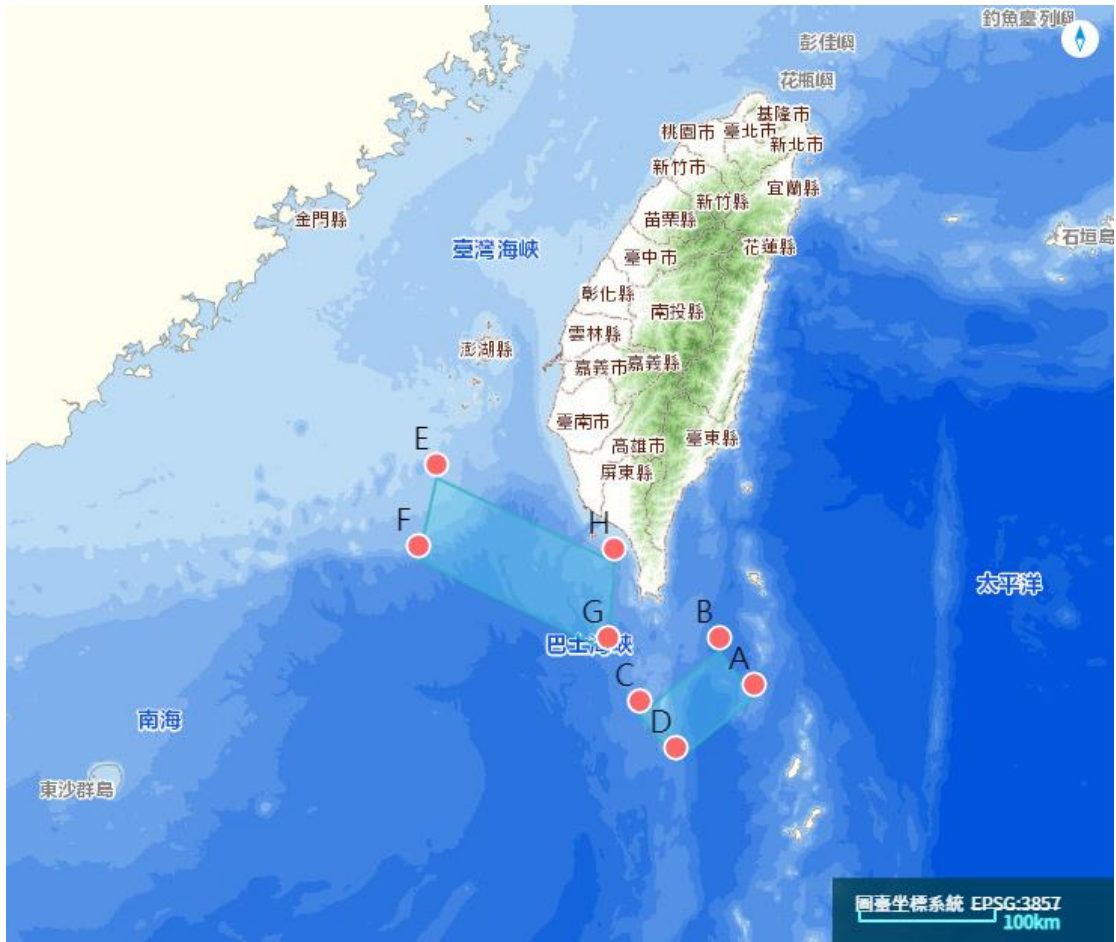 釣魚臺列嶼
彭佳嶼
花瓶嶼
基隆市
桃園市
臺北市
新北市
新竹市
宜蘭縣
新竹縣
金門縣
苗栗縣
石垣島
臺灣海峽
花蓮縣
臺中市
彰化縣
南投縣
雲林縣
澎湖縣
嘉義市
嘉義縣
臺南市
臺東縣
E
高雄市
屏東縣
F
H
太平洋
G
B
巴士海峽
A
C
南海
D
東沙群島
圖臺坐標系統 EPSG:3857
100km